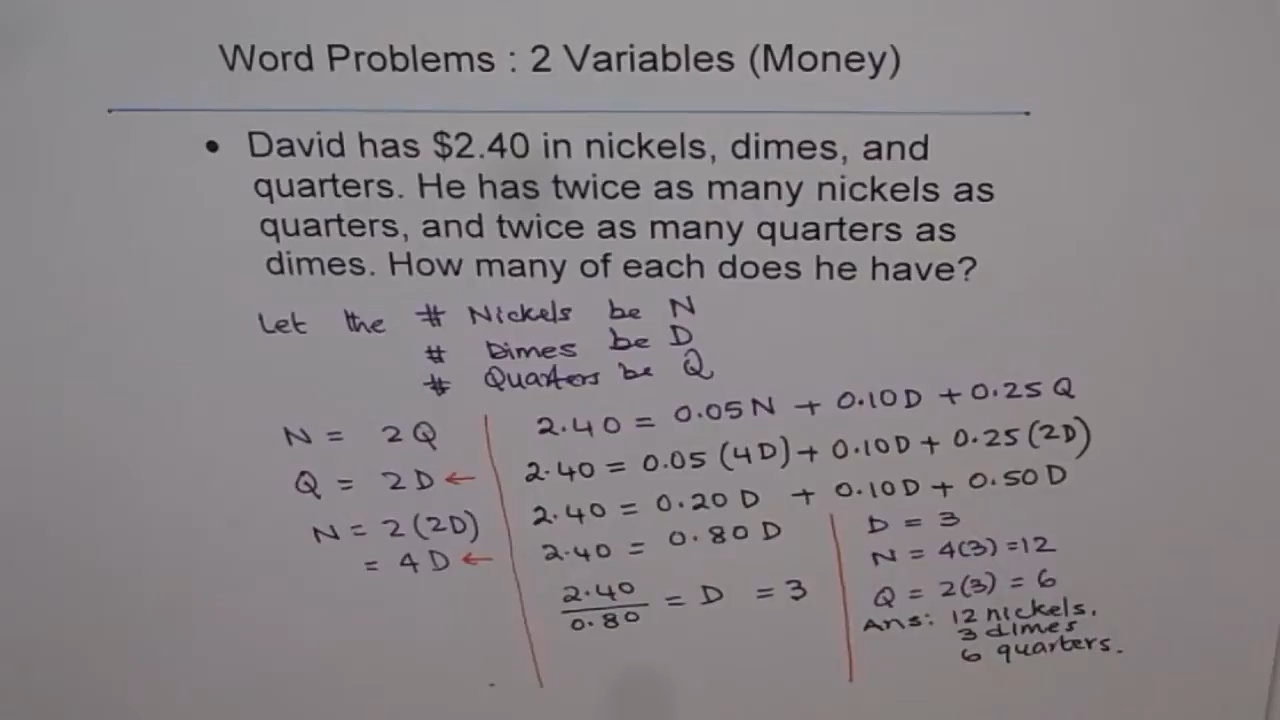 Word Problems : 2 Variables (Money)
• David has $2.40 in nickels, dimes, and
quarters. He has twice as many nickels as
quarters, and twice as many quarters as
dimes. How many of each does he have?
Let the # Nickels be N
# Dimes be D
# Quarters be Q
N = 2Q
Q = 2D ←
N = 2(2D)
= 4D ←
2.40 = 0.05N + 0.10D + 0.25Q
2.40 = 0.05 (4D) + 0.10D + 0.25 (2D)
2.40 = 0.20D + 0.10D + 0.50D
2.40 = 0.80D
2.40/0.80 = D = 3
D = 3
N = 4(3) = 12
Q = 2(3) = 6
Ans: 12 nickels.
3 dimes
6 quarters.